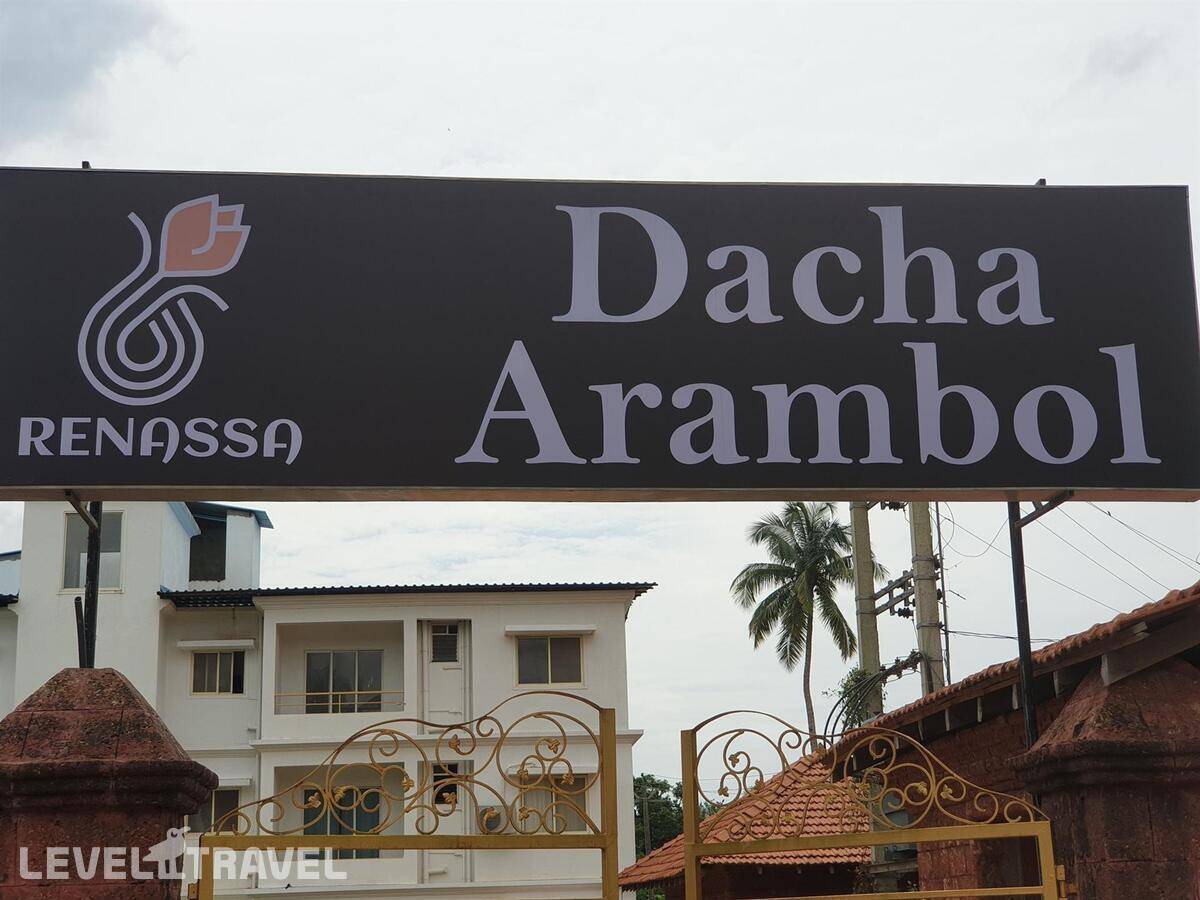 RENASSA
Dacha
Arambol
LEVEL TRAVEL